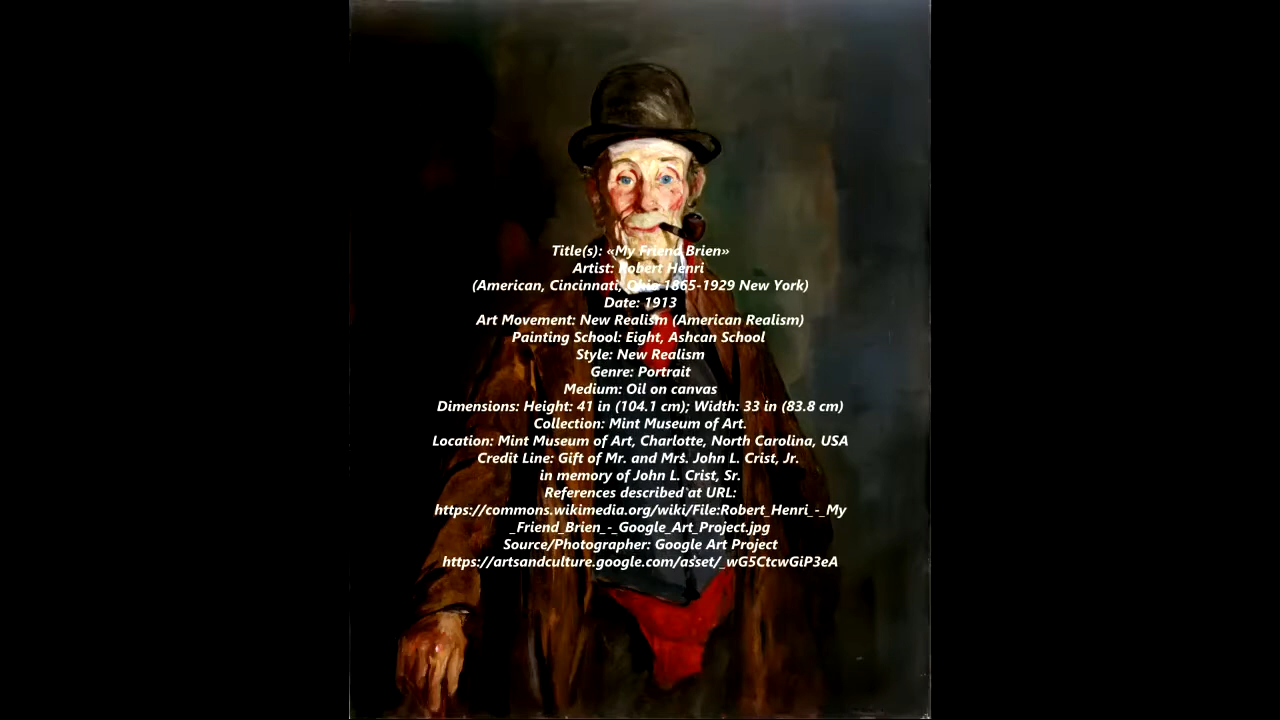 Title(s): «My Friend Brien»
Artist: Robert Henri
(American, Cincinnati, Ohio 1865-1929 New York)
Date: 1913
Art Movement: New Realism (American Realism)
Painting School: Eight, Ashcan School
Style: New Realism
Genre: Portrait
Medium: Oil on canvas
Dimensions: Height: 41 in (104.1 cm); Width: 33 in (83.8 cm)
Collection: Mint Museum of Art.
Location: Mint Museum of Art, Charlotte, North Carolina, USA
Credit Line: Gift of Mr. and Mrs. John L. Crist, Jr.
in memory of John L. Crist, Sr.
References described at URL:
https://commons.wikimedia.org/wiki/File:Robert_Henri_-_My
_Friend_Brien_-_Google_Art_Project.jpg
Source/Photographer: Google Art Project
https://artsandculture.google.com/asset/_wG5CtcwGiP3eA